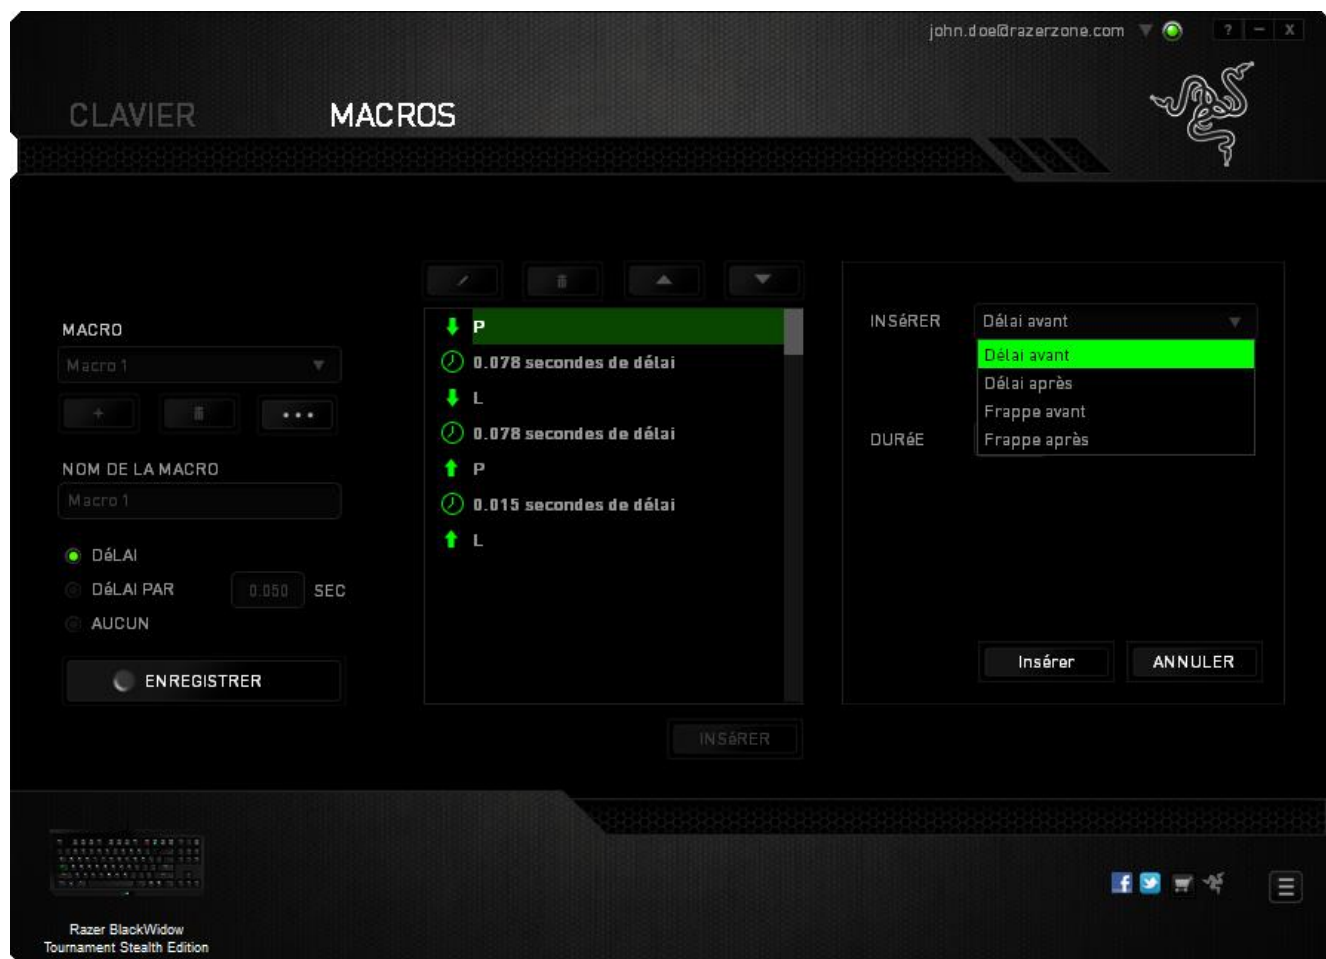 john.doe@razerzone.com
? – X
CLAVIER
MACROS
MACRO
Macro 1
+
NOM DE LA MACRO
Macro 1
DéLAI
DéLAI PAR 0.050 SEC
AUCUN
ENREGISTRER
P
0.078 secondes de délai
L
0.078 secondes de délai
P
0.015 secondes de délai
L
INSéRER
INSéRER
Délai avant
Délai avant
Délai après
Frappe avant
Frappe après
DURéE
Insérer
ANNULER
Razer BlackWidow
Tournament Stealth Edition